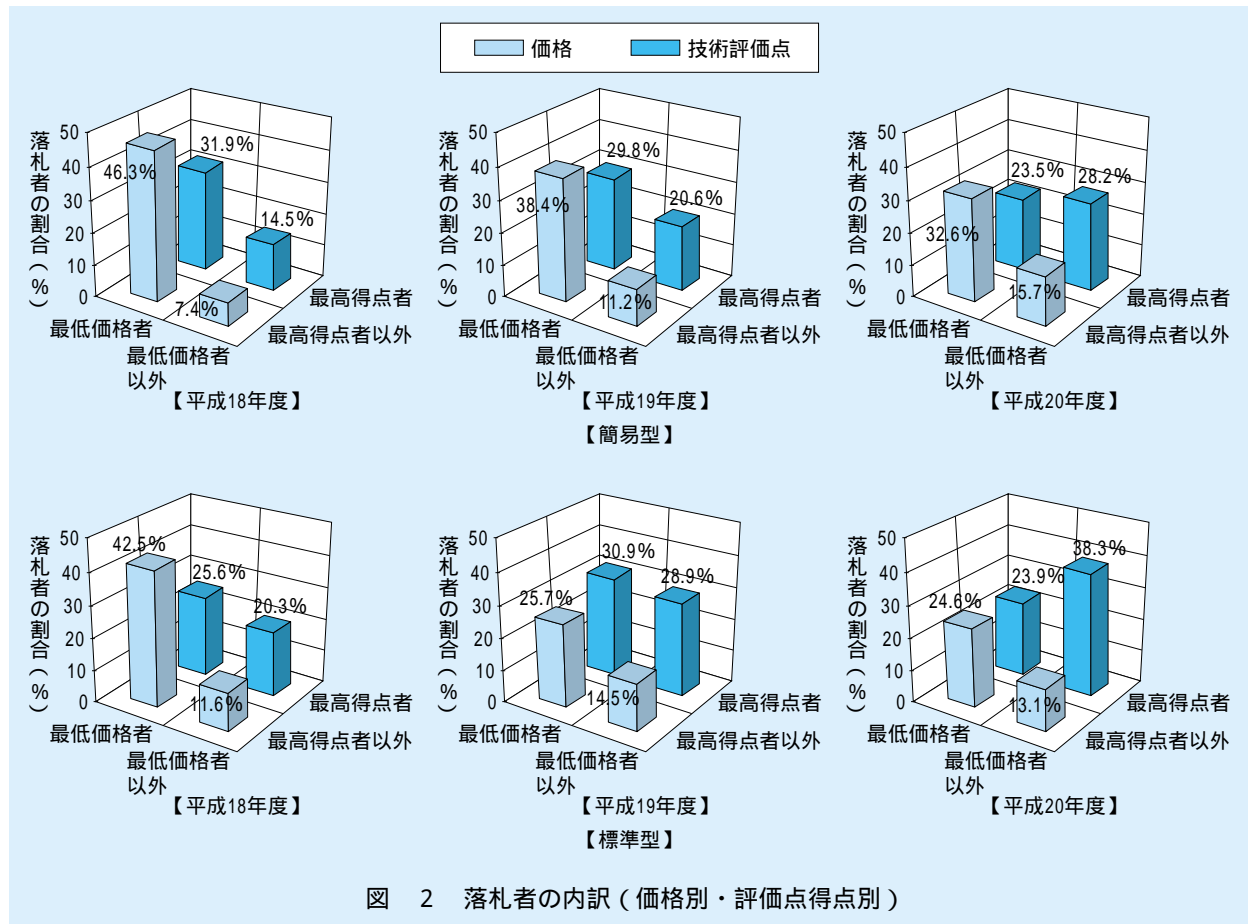 価格 技術評価点
落札者の割合(%)
50
40
30
20
10
0
46.3%
31.9%
14.5%
7.4%
最高得点者
最高得点者以外
最低価格者
最低価格者
以外
【平成18年度】
落札者の割合(%)
50
40
30
20
10
0
38.4%
29.8%
20.6%
11.2%
最高得点者
最高得点者以外
最低価格者
最低価格者
以外
【平成19年度】
落札者の割合(%)
50
40
30
20
10
0
32.6%
23.5%
28.2%
15.7%
最高得点者
最高得点者以外
最低価格者
最低価格者
以外
【平成20年度】
【簡易型】
落札者の割合(%)
50
40
30
20
10
0
42.5%
25.6%
20.3%
11.6%
最高得点者
最高得点者以外
最低価格者
最低価格者
以外
【平成18年度】
落札者の割合(%)
50
40
30
20
10
0
25.7%
30.9%
28.9%
14.5%
最高得点者
最高得点者以外
最低価格者
最低価格者
以外
【平成19年度】
落札者の割合(%)
50
40
30
20
10
0
24.6%
23.9%
38.3%
13.1%
最高得点者
最高得点者以外
最低価格者
最低価格者
以外
【平成20年度】
【標準型】
図 2 落札者の内訳(価格別・評価点得点別)